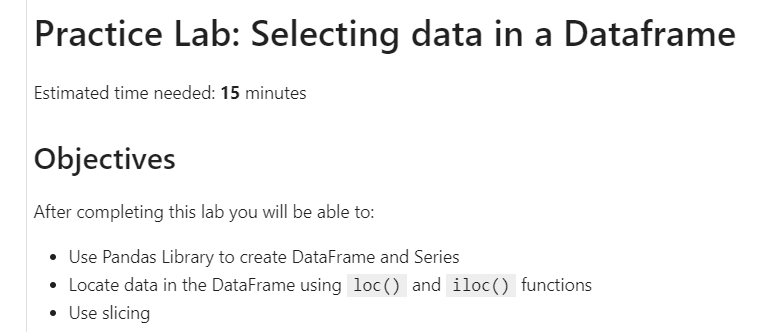 Practice Lab: Selecting data in a Dataframe
Estimated time needed: 15 minutes
Objectives
After completing this lab you will be able to:
• Use Pandas Library to create DataFrame and Series
• Locate data in the DataFrame using loc() and iloc() functions
• Use slicing